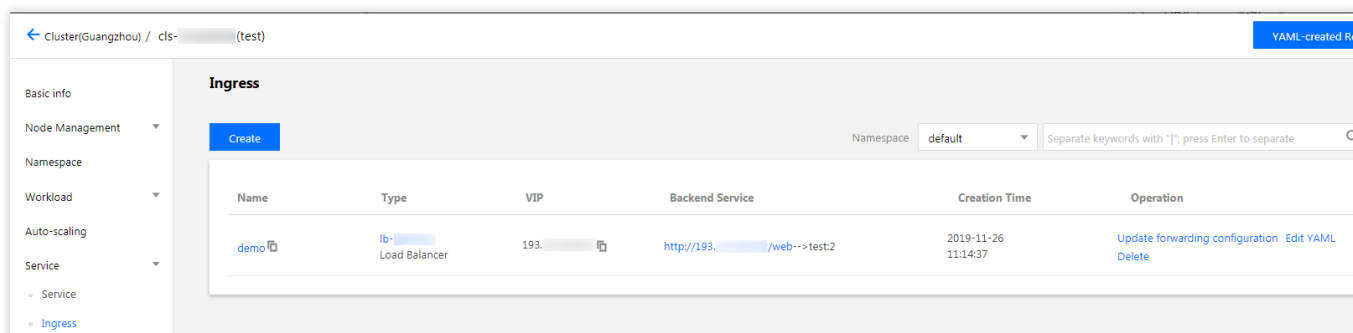 Cluster(Guangzhou) / cls- (test)
YAML-created Re
Basic info
Node Management
Namespace
Workload
Auto-scaling
Service
Service
Ingress
Ingress
Create
Namespace default Separate keywords with "|"; press Enter to separate
Name Type VIP Backend Service Creation Time Operation
demo lb- 193. http://193. /web-->test:2 2019-11-26 Update forwarding configuration Edit YAML
Load Balancer 11:14:37 Delete